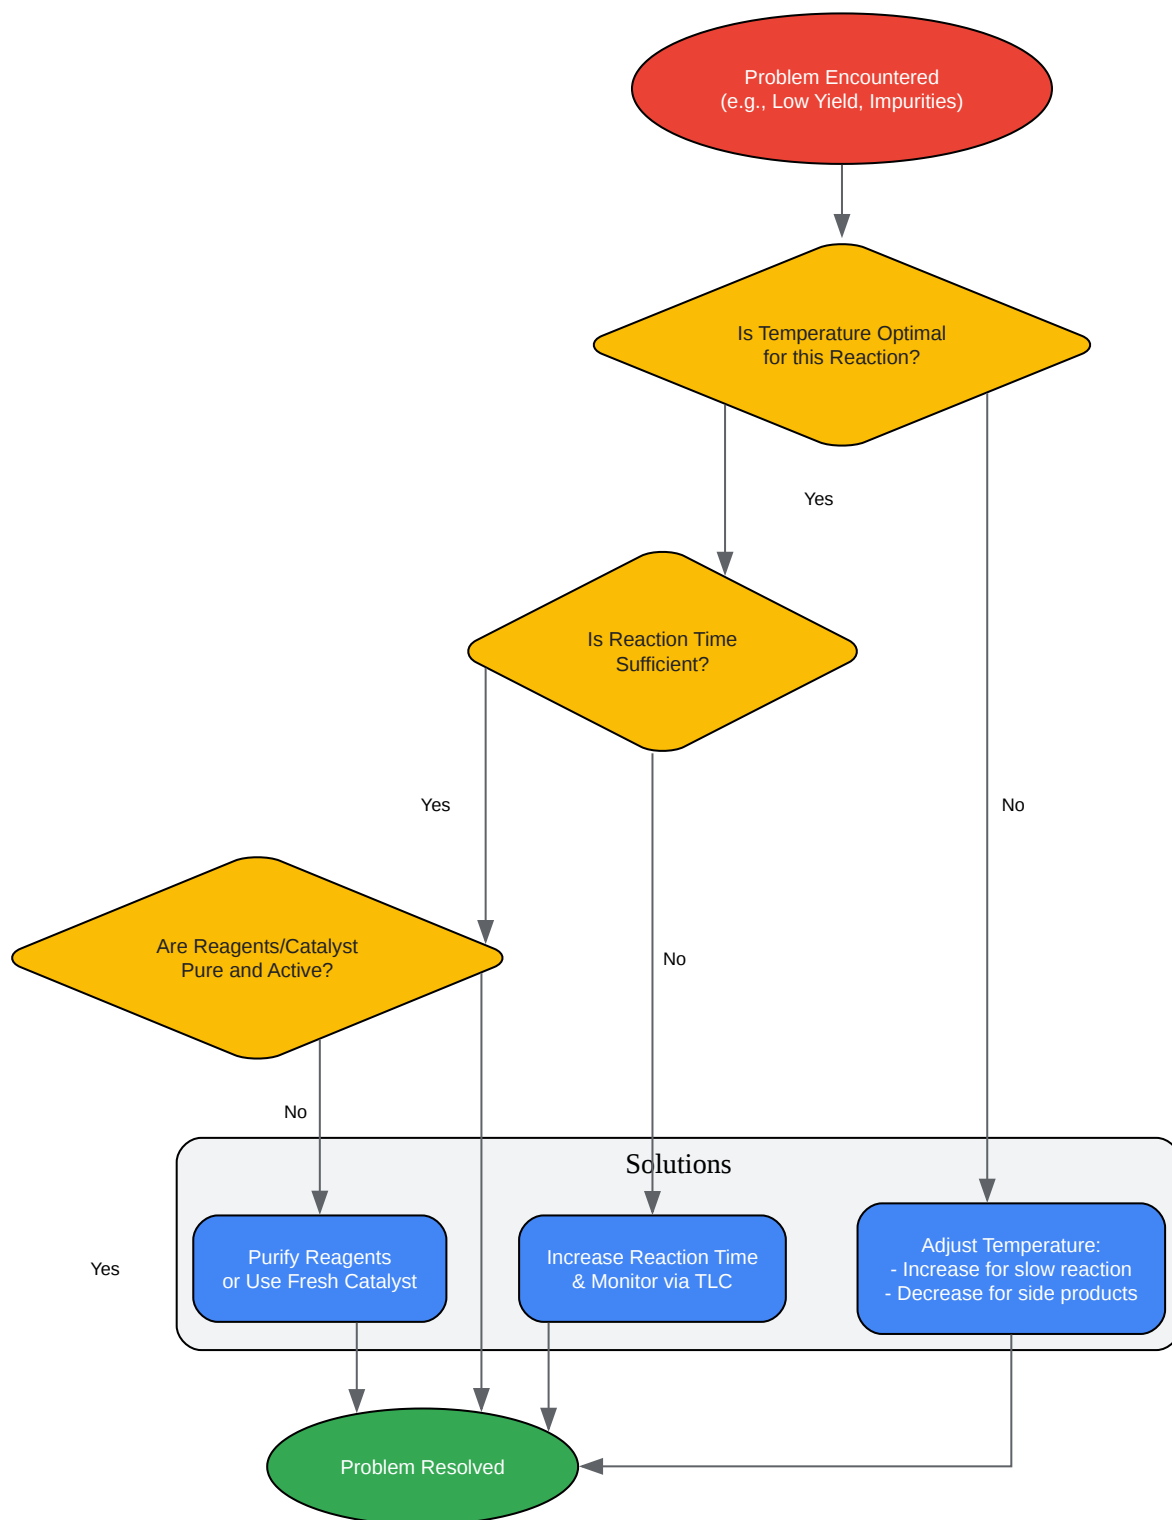 Problem Encountered
(e.g., Low Yield, Impurities)
Is Temperature Optimal
for this Reaction?
Yes
Is Reaction Time
Sufficient?
Yes
No
Are Reagents/Catalyst
Pure and Active?
No
No
Solutions
Purify Reagents
or Use Fresh Catalyst
Increase Reaction Time
& Monitor via TLC
Adjust Temperature:
- Increase for slow reaction
- Decrease for side products
Yes
Problem Resolved